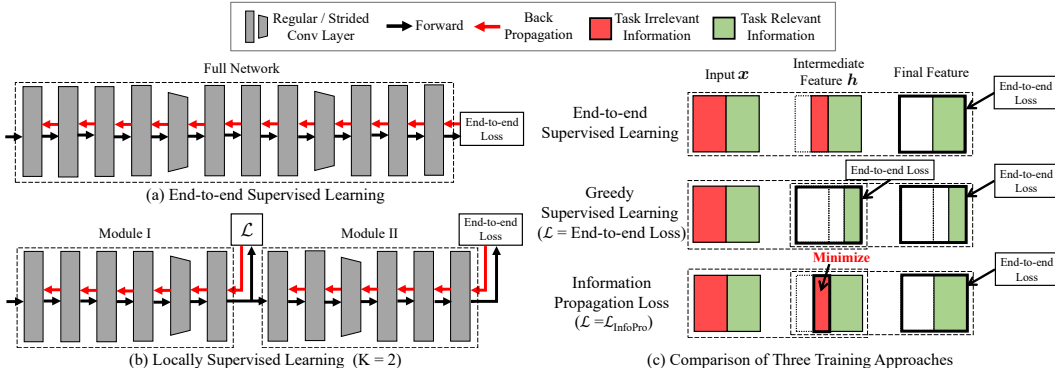 Regular / Strided
Conv Layer
Forward
Back
Propagation
Task Irrelevant
Information
Task Relevant
Information
Full Network
End-to-end
Loss
(a) End-to-end Supervised Learning
Module I
ℒ
Module II
End-to-end
Loss
(b) Locally Supervised Learning (K = 2)
Input x
Intermediate
Feature h
Final Feature
End-to-end
Loss
End-to-end
Supervised Learning
End-to-end Loss
End-to-end
Loss
Greedy
Supervised Learning
(ℒ = End-to-end Loss)
Minimize
End-to-end
Loss
Information
Propagation Loss
(ℒ =ℒInfoPro)
(c) Comparison of Three Training Approaches